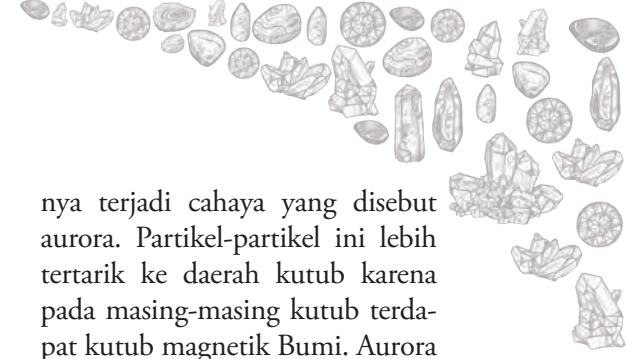 nya terjadi cahaya yang disebut
aurora. Partikel-partikel ini lebih
tertarik ke daerah kutub karena
pada masing-masing kutub terda-
pat kutub magnetik Bumi. Aurora